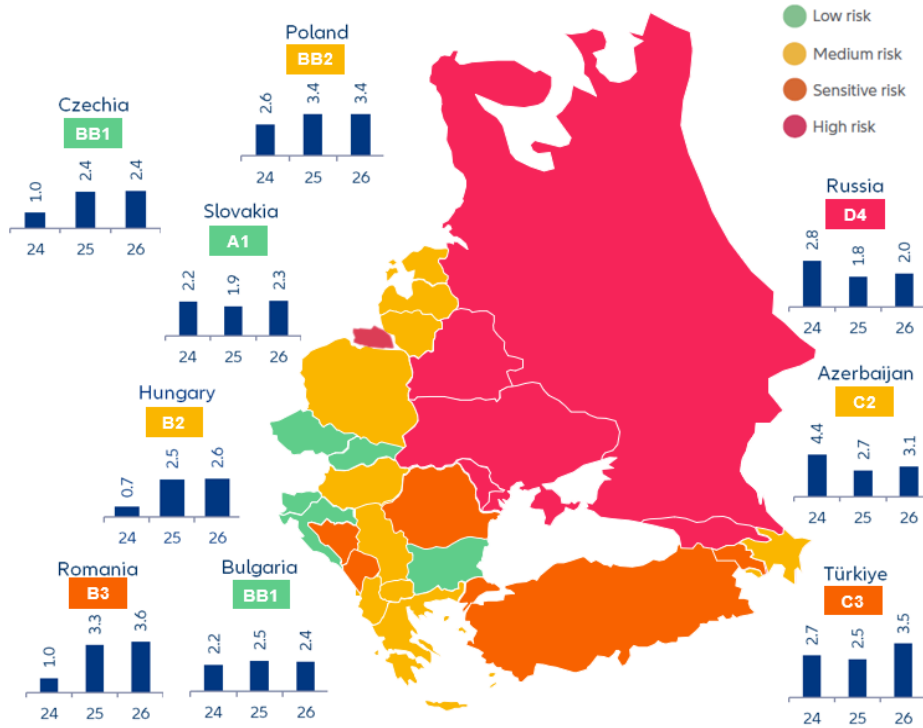 Low risk
Medium risk
Sensitive risk
High risk
Poland
BB2
2.6 3.4 3.4
24 25 26
Czechia
BB1
1.0 2.4 2.4
24 25 26
Slovakia
A1
2.2 1.9 2.3
24 25 26
Hungary
B2
0.7 2.5 2.6
24 25 26
Romania
B3
1.0 3.3 3.6
24 25 26
Bulgaria
BB1
2.2 2.5 2.4
24 25 26
Russia
D4
2.8 1.8 2.0
24 25 26
Azerbaijan
C2
4.4 2.7 3.1
24 25 26
Türkiye
C3
2.7 2.5 3.5
24 25 26